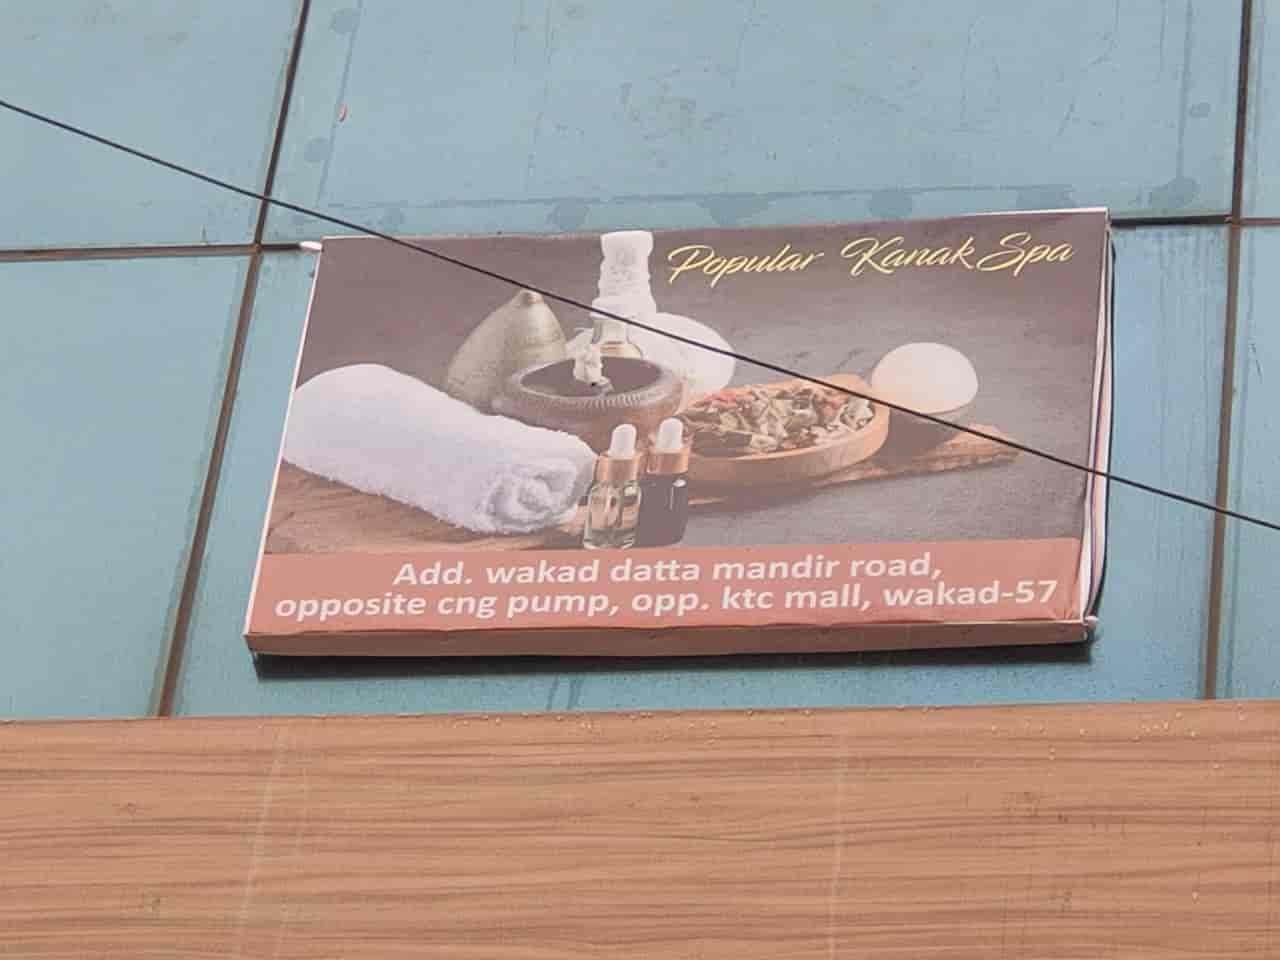 Popular Kanak Spa
Add. wakad datta mandir road,
opposite cng pump, opp. ktc mall, wakad-57